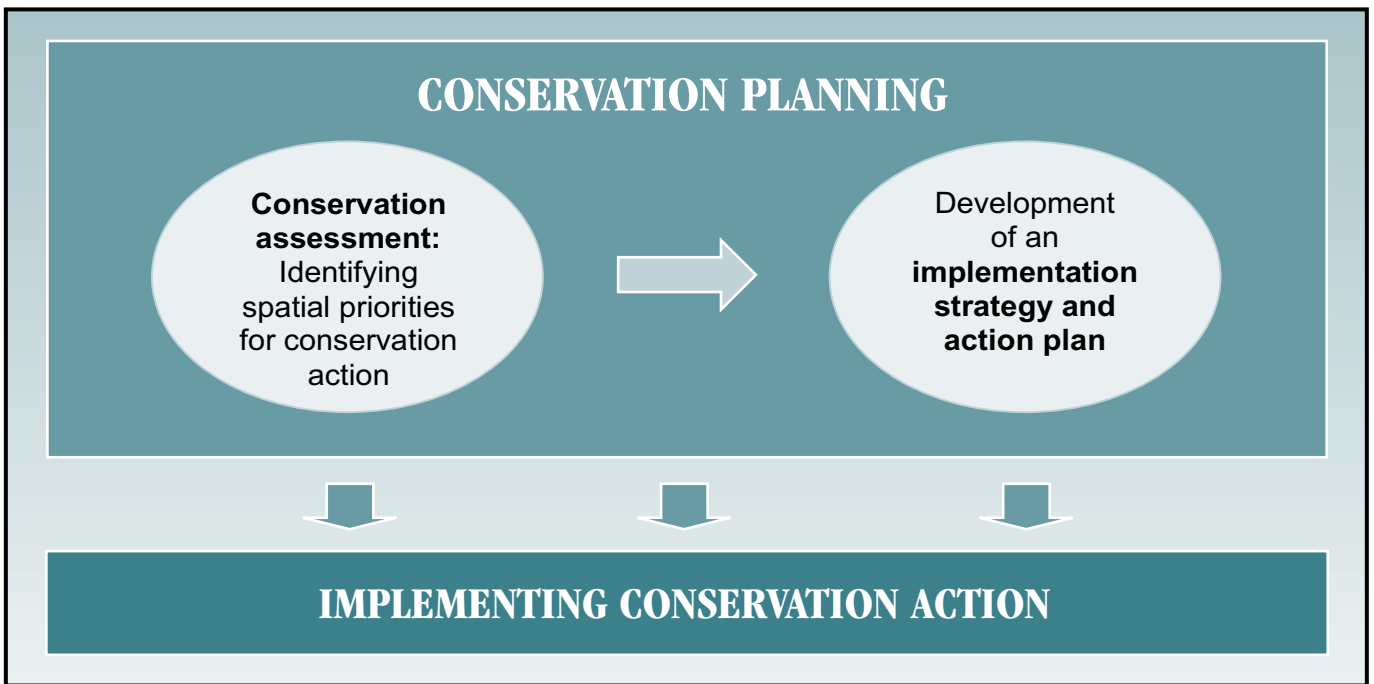 CONSERVATION PLANNING
Conservation
assessment:
Identifying
spatial priorities
for conservation
action
Development
of an
implementation
strategy and
action plan
IMPLEMENTING CONSERVATION ACTION